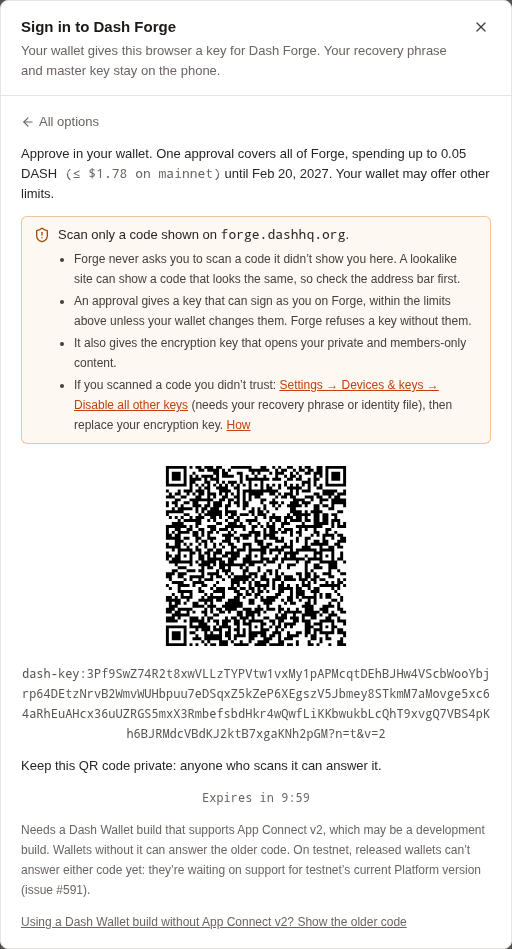 Sign in to Dash Forge
Your wallet gives this browser a key for Dash Forge. Your recovery phrase
and master key stay on the phone.
← All options
Approve in your wallet. One approval covers all of Forge, spending up to 0.05
DASH (≤ $1.78 on mainnet) until Feb 20, 2027. Your wallet may offer other
limits.
Scan only a code shown on forge.dashhq.org.
• Forge never asks you to scan a code it didn’t show you here. A lookalike
site can show a code that looks the same, so check the address bar first.
• An approval gives a key that can sign as you on Forge, within the limits
above unless your wallet changes them. Forge refuses a key without them.
• It also gives the encryption key that opens your private and members-only
content.
• If you scanned a code you didn’t trust: Settings → Devices & keys →
Disable all other keys (needs your recovery phrase or identity file), then
replace your encryption key. How
dash-key:3Pf9SwZ74R2t8xwVLLzTYPVtw1vxMy1pAPMcqtDEhBJHw4VScbWooYbj
rp64DEtzNrvB2WmvWUHbpuu7eDSqxZ5kZeP6XEgszV5Jbmey8STkmM7aMovge5xc6
4aRhEuAHcx36uUZRGS5mxX3RmbefsbdHkr4wQwfLiKKbwukbLcQhT9xvgQ7VBS4pK
h6BJRMdcVBdKJ2ktB7xgaKNh2pGM?n=t&v=2
Keep this QR code private: anyone who scans it can answer it.
Expires in 9:59
Needs a Dash Wallet build that supports App Connect v2, which may be a development
build. Wallets without it can answer the older code. On testnet, released wallets can’t
answer either code yet: they’re waiting on support for testnet’s current Platform version
(issue #591).
Using a Dash Wallet build without App Connect v2? Show the older code